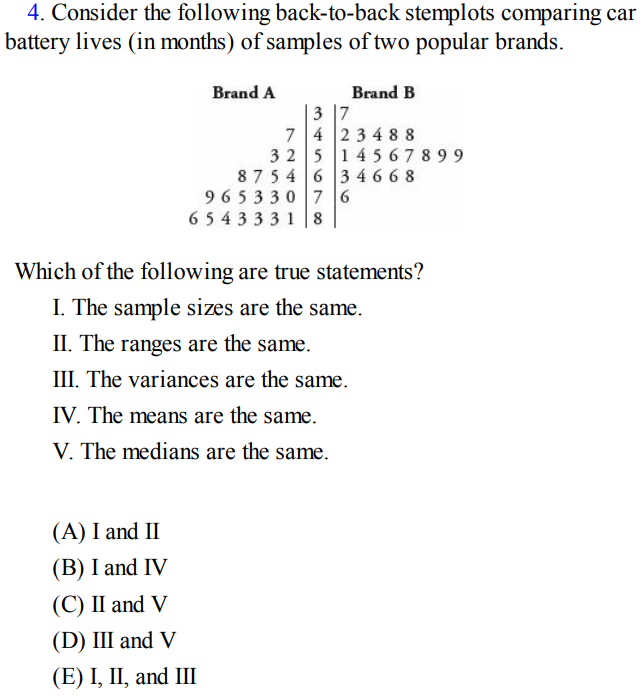 4. Consider the following back-to-back stemplots comparing car
battery lives (in months) of samples of two popular brands.
Brand A Brand B
3 7
7 4 2 3 4 8 8
3 2 5 1 4 5 6 7 8 9 9
8 7 5 4 6 3 4 6 6 8
9 6 5 3 3 0 7 6
6 5 4 3 3 3 1 8
Which of the following are true statements?
I. The sample sizes are the same.
II. The ranges are the same.
III. The variances are the same.
IV. The means are the same.
V. The medians are the same.
(A) I and II
(B) I and IV
(C) II and V
(D) III and V
(E) I, II, and III